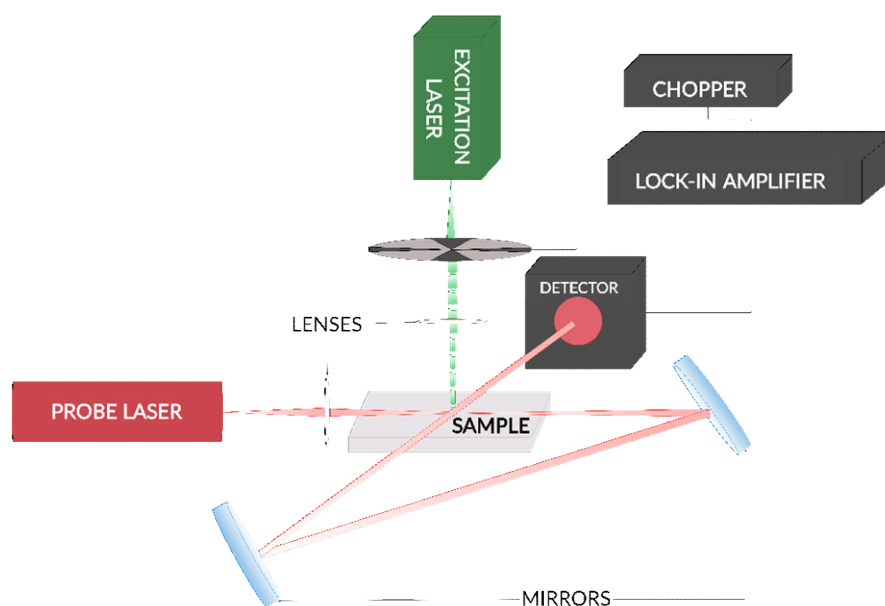 EXCITATION
LASER
CHOPPER
LOCK-IN AMPLIFIER
DETECTOR
LENSES
PROBE LASER
SAMPLE
MIRRORS